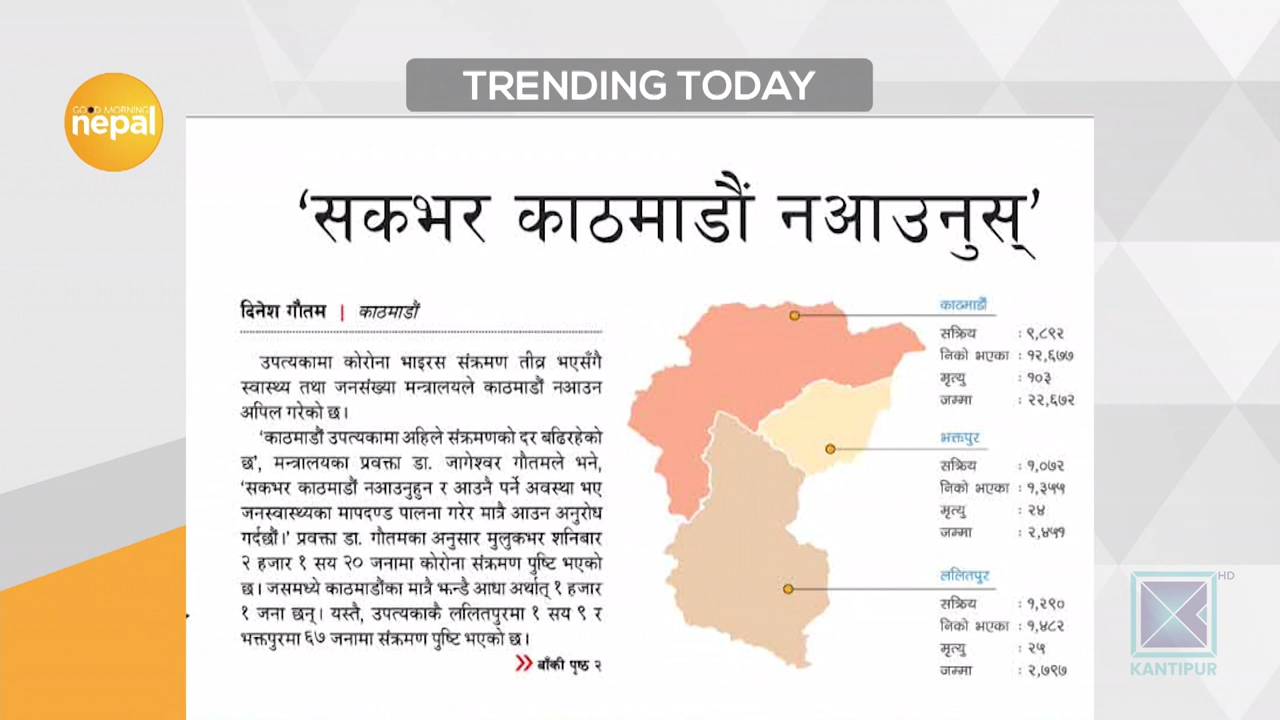 TRENDING TODAY
GOOD MORNING
nepal
‘सकभर काठमाडौं नआउनुस्’
दिनेश गौतम | काठमाडौं
उपत्यकामा कोरोना भाइरस संक्रमण तीव्र भएसँगै
स्वास्थ्य तथा जनसंख्या मन्त्रालयले काठमाडौं नआउन
अपिल गरेको छ।
‘काठमाडौं उपत्यकामा अहिले संक्रमणको दर बढिरहेको
छ’, मन्त्रालयका प्रवक्ता डा. जागेश्वर गौतमले भने,
‘सकभर काठमाडौं नआउनुहुन र आउनै पर्ने अवस्था भए
जनस्वास्थ्यका मापदण्ड पालना गरेर मात्रै आउन अनुरोध
गर्दछौं।’ प्रवक्ता डा. गौतमका अनुसार मुलुकभर शनिबार
२ हजार १ सय २० जनामा कोरोना संक्रमण पुष्टि भएको
छ। जसमध्ये काठमाडौंका मात्रै झन्डै आधा अर्थात् १ हजार
१ जना छन्। यस्तै, उपत्यकाकै ललितपुरमा १ सय ९ र
भक्तपुरमा ६७ जनामा संक्रमण पुष्टि भएको छ।
>> बाँकी पृष्ठ २
काठमाडौं
सक्रिय : ९,८९२
निको भएका : १२,६७७
मृत्यु : १०३
जम्मा : २२,६७२
भक्तपुर
सक्रिय : १,०७२
निको भएका : १,३५५
मृत्यु : २४
जम्मा : २,४५१
ललितपुर
सक्रिय : १,२९०
निको भएका : १,४८२
मृत्यु : २५
जम्मा : २,७९७
HD
KANTIPUR